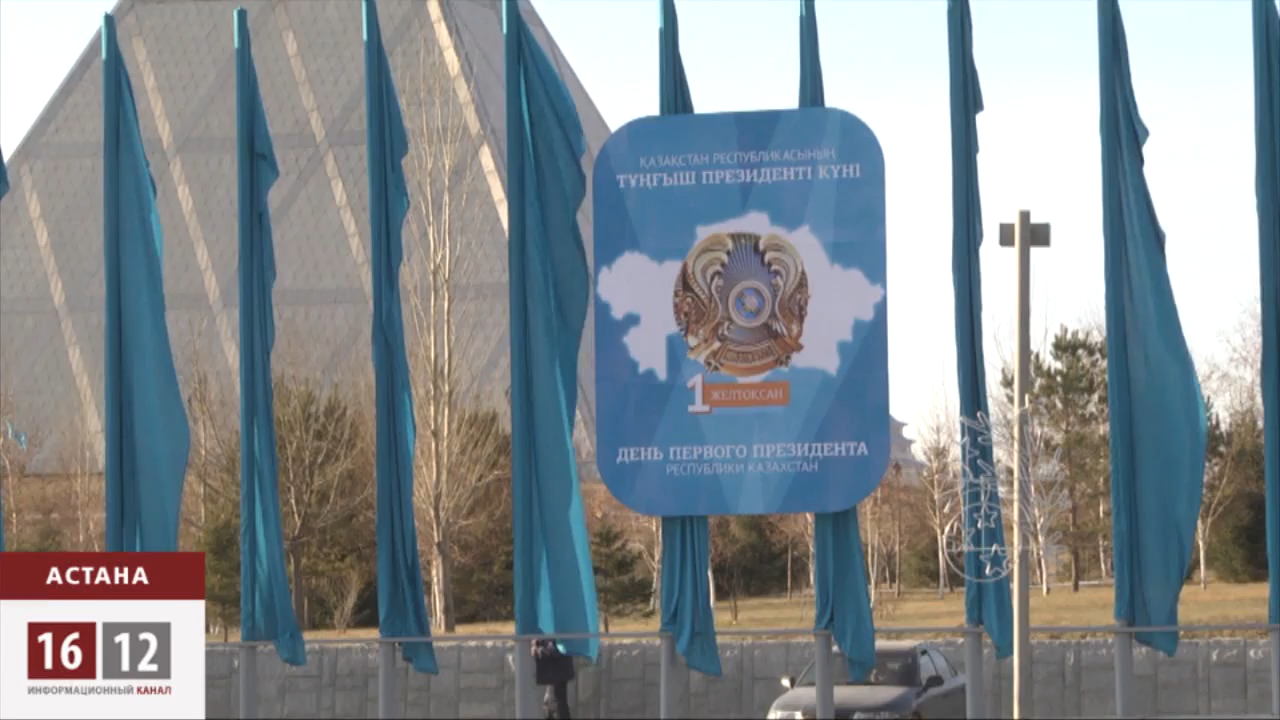 ҚАЗАҚСТАН РЕСПУБЛИКАСЫНЫҢ
ТҰҢҒЫШ ПРЕЗИДЕНТІ КҮНІ
1 ЖЕЛТОҚСАН
ДЕНЬ ПЕРВОГО ПРЕЗИДЕНТА
РЕСПУБЛИКИ КАЗАХСТАН
АСТАНА
16 12
ИНФОРМАЦИОННЫЙ КАНАЛ